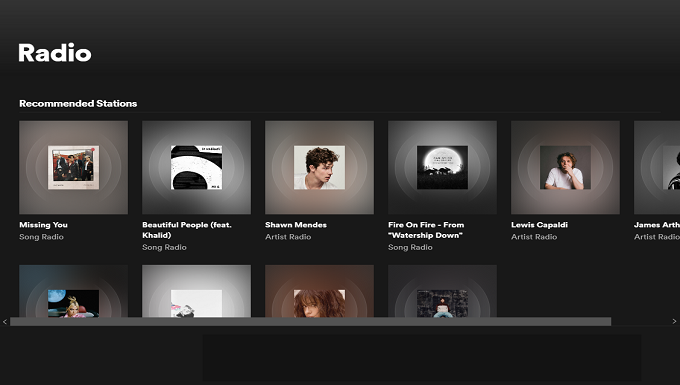 Radio
Recommended Stations
Missing You
Song Radio
Beautiful People (feat.
Khalid)
Song Radio
Shawn Mendes
Artist Radio
Fire On Fire - From
"Watership Down"
Song Radio
Lewis Capaldi
Artist Radio
James Arth
Artist Radio